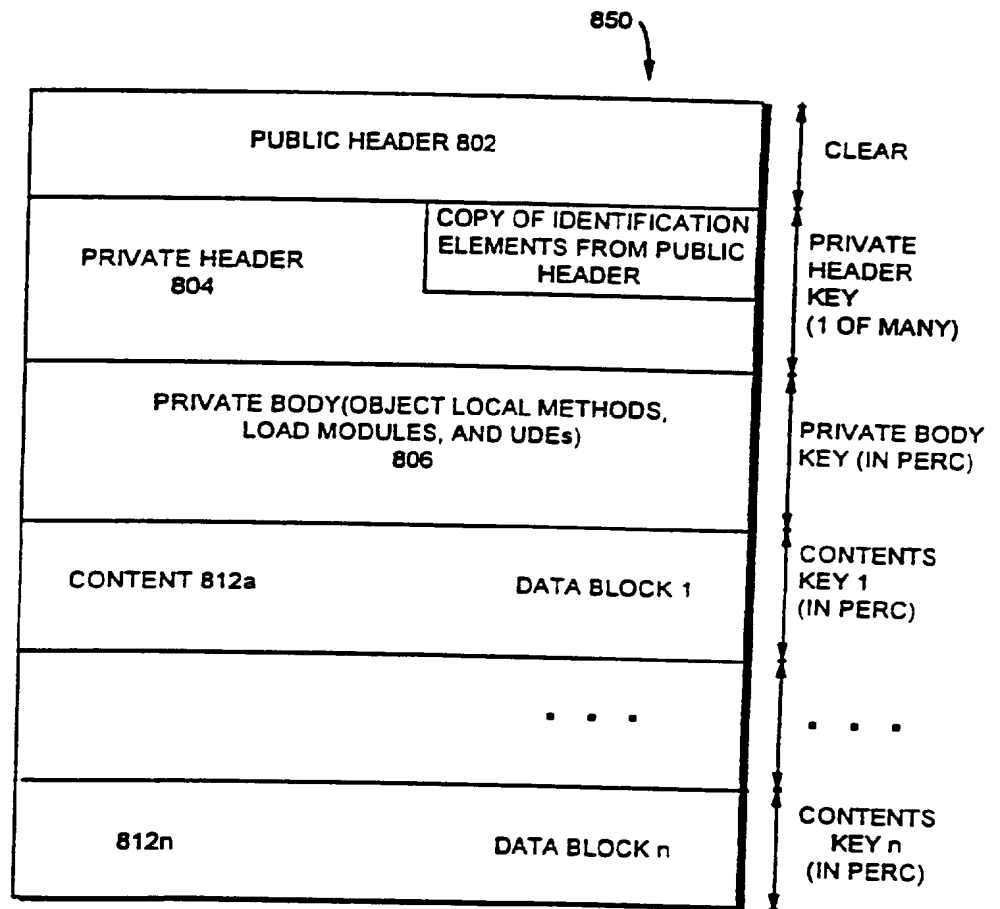 850
PUBLIC HEADER 802
CLEAR
PRIVATE HEADER
804
COPY OF IDENTIFICATION
ELEMENTS FROM PUBLIC
HEADER
PRIVATE
HEADER
KEY
(1 OF MANY)
PRIVATE BODY(OBJECT LOCAL METHODS,
LOAD MODULES, AND UDEs)
806
PRIVATE BODY
KEY (IN PERC)
CONTENT 812a
DATA BLOCK 1
CONTENTS
KEY 1
(IN PERC)
. . .
. . .
812n
DATA BLOCK n
CONTENTS
KEY n
(IN PERC)